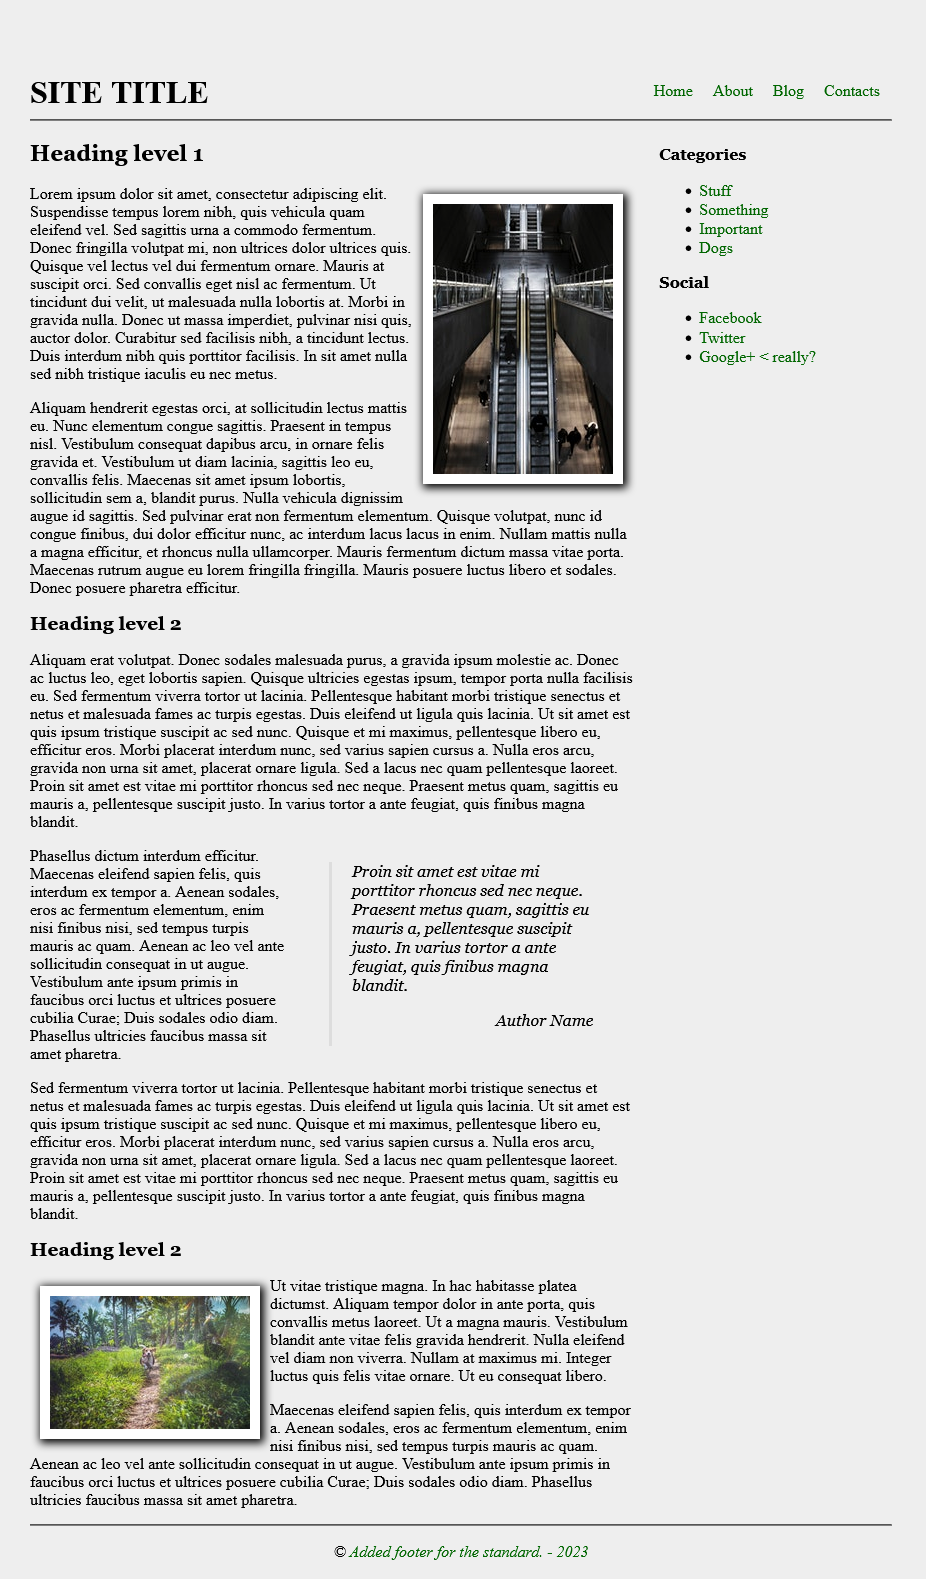 SITE TITLE
Home About Blog Contacts
Heading level 1
Lorem ipsum dolor sit amet, consectetur adipiscing elit.
Suspendisse tempus lorem nibh, quis vehicula quam
eleifend vel. Sed sagittis urna a commodo fermentum.
Donec fringilla volutpat mi, non ultrices dolor ultrices quis.
Quisque vel lectus vel dui fermentum ornare. Mauris at
suscipit orci. Sed convallis eget nisl ac fermentum. Ut
tincidunt dui velit, ut malesuada nulla lobortis at. Morbi in
gravida nulla. Donec ut massa imperdiet, pulvinar nisi quis,
auctor dolor. Curabitur sed facilisis nibh, a tincidunt lectus.
Duis interdum nibh quis porttitor facilisis. In sit amet nulla
sed nibh tristique iaculis eu nec metus.
Aliquam hendrerit egestas orci, at sollicitudin lectus mattis
eu. Nunc elementum congue sagittis. Praesent in tempus
nisl. Vestibulum consequat dapibus arcu, in ornare felis
gravida et. Vestibulum ut diam lacinia, sagittis leo eu,
convallis felis. Maecenas sit amet ipsum lobortis,
sollicitudin sem a, blandit purus. Nulla vehicula dignissim
augue id sagittis. Sed pulvinar erat non fermentum elementum. Quisque volutpat, nunc id
congue finibus, dui dolor efficitur nunc, ac interdum lacus lacus in enim. Nullam mattis nulla
a magna efficitur, et rhoncus nulla ullamcorper. Mauris fermentum dictum massa vitae porta.
Maecenas rutrum augue eu lorem fringilla fringilla. Mauris posuere luctus libero et sodales.
Donec posuere pharetra efficitur.
Heading level 2
Aliquam erat volutpat. Donec sodales malesuada purus, a gravida ipsum molestie ac. Donec
ac luctus leo, eget lobortis sapien. Quisque ultricies egestas ipsum, tempor porta nulla facilisis
eu. Sed fermentum viverra tortor ut lacinia. Pellentesque habitant morbi tristique senectus et
netus et malesuada fames ac turpis egestas. Duis eleifend ut ligula quis lacinia. Ut sit amet est
quis ipsum tristique suscipit ac sed nunc. Quisque et mi maximus, pellentesque libero eu,
efficitur eros. Morbi placerat interdum nunc, sed varius sapien cursus a. Nulla eros arcu,
gravida non urna sit amet, placerat ornare ligula. Sed a lacus nec quam pellentesque laoreet.
Proin sit amet est vitae mi porttitor rhoncus sed nec neque. Praesent metus quam, sagittis eu
mauris a, pellentesque suscipit justo. In varius tortor a ante feugiat, quis finibus magna
blandit.
Phasellus dictum interdum efficitur.
Maecenas eleifend sapien felis, quis
interdum ex tempor a. Aenean sodales,
eros ac fermentum elementum, enim
nisi finibus nisi, sed tempus turpis
mauris ac quam. Aenean ac leo vel ante
sollicitudin consequat in ut augue.
Vestibulum ante ipsum primis in
faucibus orci luctus et ultrices posuere
cubilia Curae; Duis sodales odio diam.
Phasellus ultricies faucibus massa sit
amet pharetra.
Proin sit amet est vitae mi
porttitor rhoncus sed nec neque.
Praesent metus quam, sagittis eu
mauris a, pellentesque suscipit
justo. In varius tortor a ante
feugiat, quis finibus magna
blandit.
Author Name
Sed fermentum viverra tortor ut lacinia. Pellentesque habitant morbi tristique senectus et
netus et malesuada fames ac turpis egestas. Duis eleifend ut ligula quis lacinia. Ut sit amet est
quis ipsum tristique suscipit ac sed nunc. Quisque et mi maximus, pellentesque libero eu,
efficitur eros. Morbi placerat interdum nunc, sed varius sapien cursus a. Nulla eros arcu,
gravida non urna sit amet, placerat ornare ligula. Sed a lacus nec quam pellentesque laoreet.
Proin sit amet est vitae mi porttitor rhoncus sed nec neque. Praesent metus quam, sagittis eu
mauris a, pellentesque suscipit justo. In varius tortor a ante feugiat, quis finibus magna
blandit.
Heading level 2
Ut vitae tristique magna. In hac habitasse platea
dictumst. Aliquam tempor dolor in ante porta, quis
convallis metus laoreet. Ut a magna mauris. Vestibulum
blandit ante vitae felis gravida hendrerit. Nulla eleifend
vel diam non viverra. Nullam at maximus mi. Integer
luctus quis felis vitae ornare. Ut eu consequat libero.
Maecenas eleifend sapien felis, quis interdum ex tempor
a. Aenean sodales, eros ac fermentum elementum, enim
nisi finibus nisi, sed tempus turpis mauris ac quam.
Aenean ac leo vel ante sollicitudin consequat in ut augue. Vestibulum ante ipsum primis in
faucibus orci luctus et ultrices posuere cubilia Curae; Duis sodales odio diam. Phasellus
ultricies faucibus massa sit amet pharetra.
Categories
• Stuff
• Something
• Important
• Dogs
Social
• Facebook
• Twitter
• Google+ < really?
© Added footer for the standard. - 2023